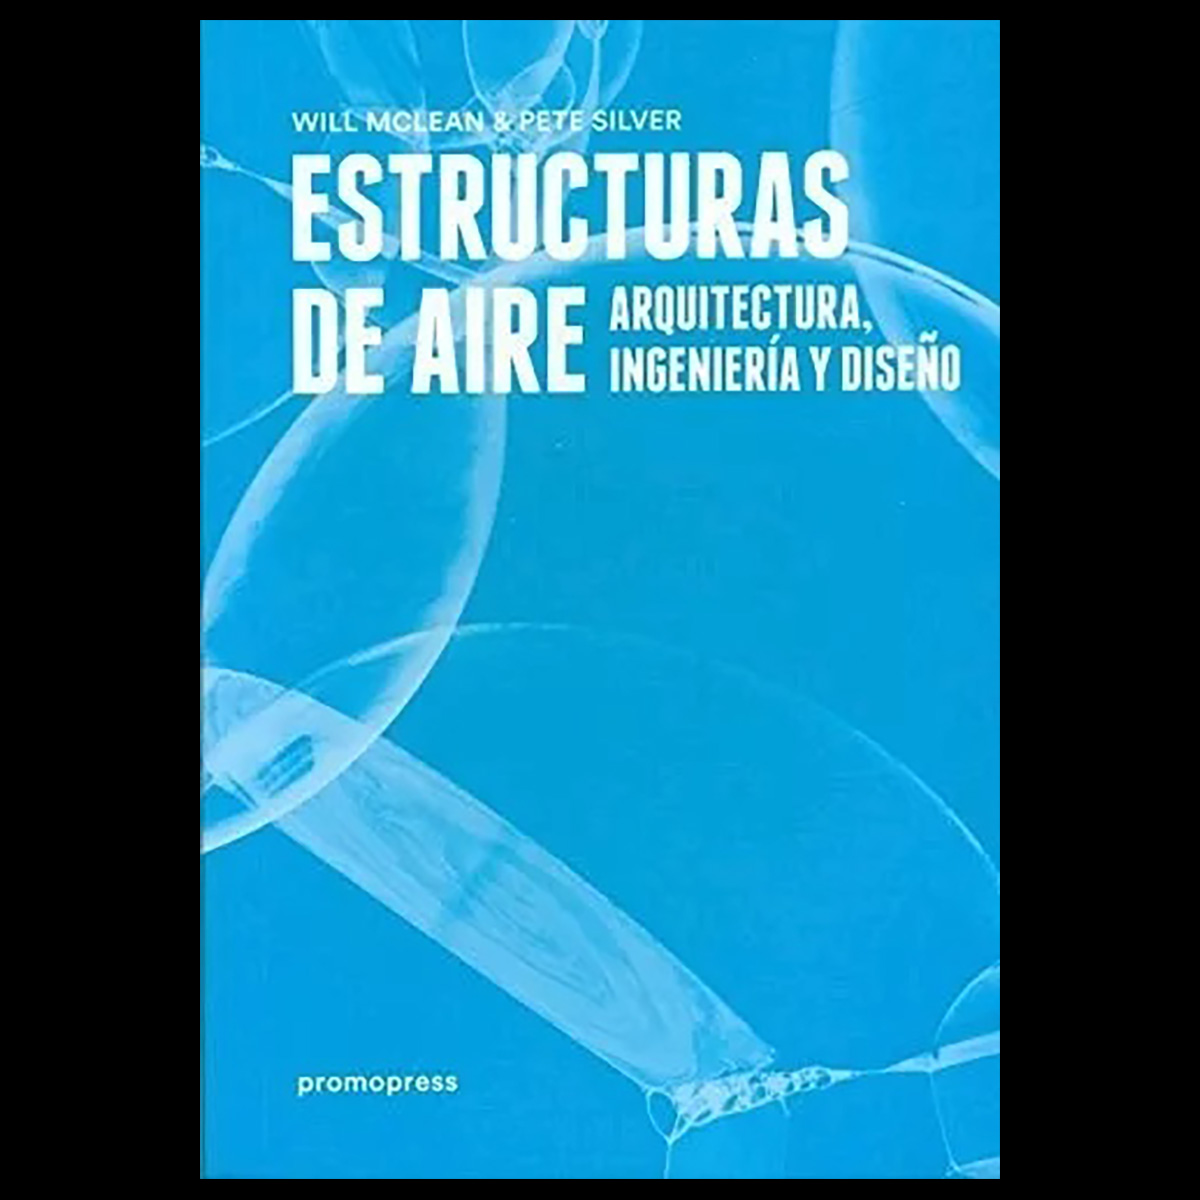 WILL MCLEAN & PETE SILVER
ESTRUCTURAS
DE AIRE
ARQUITECTURA,
INGENIERÍA Y DISEÑO
promopress